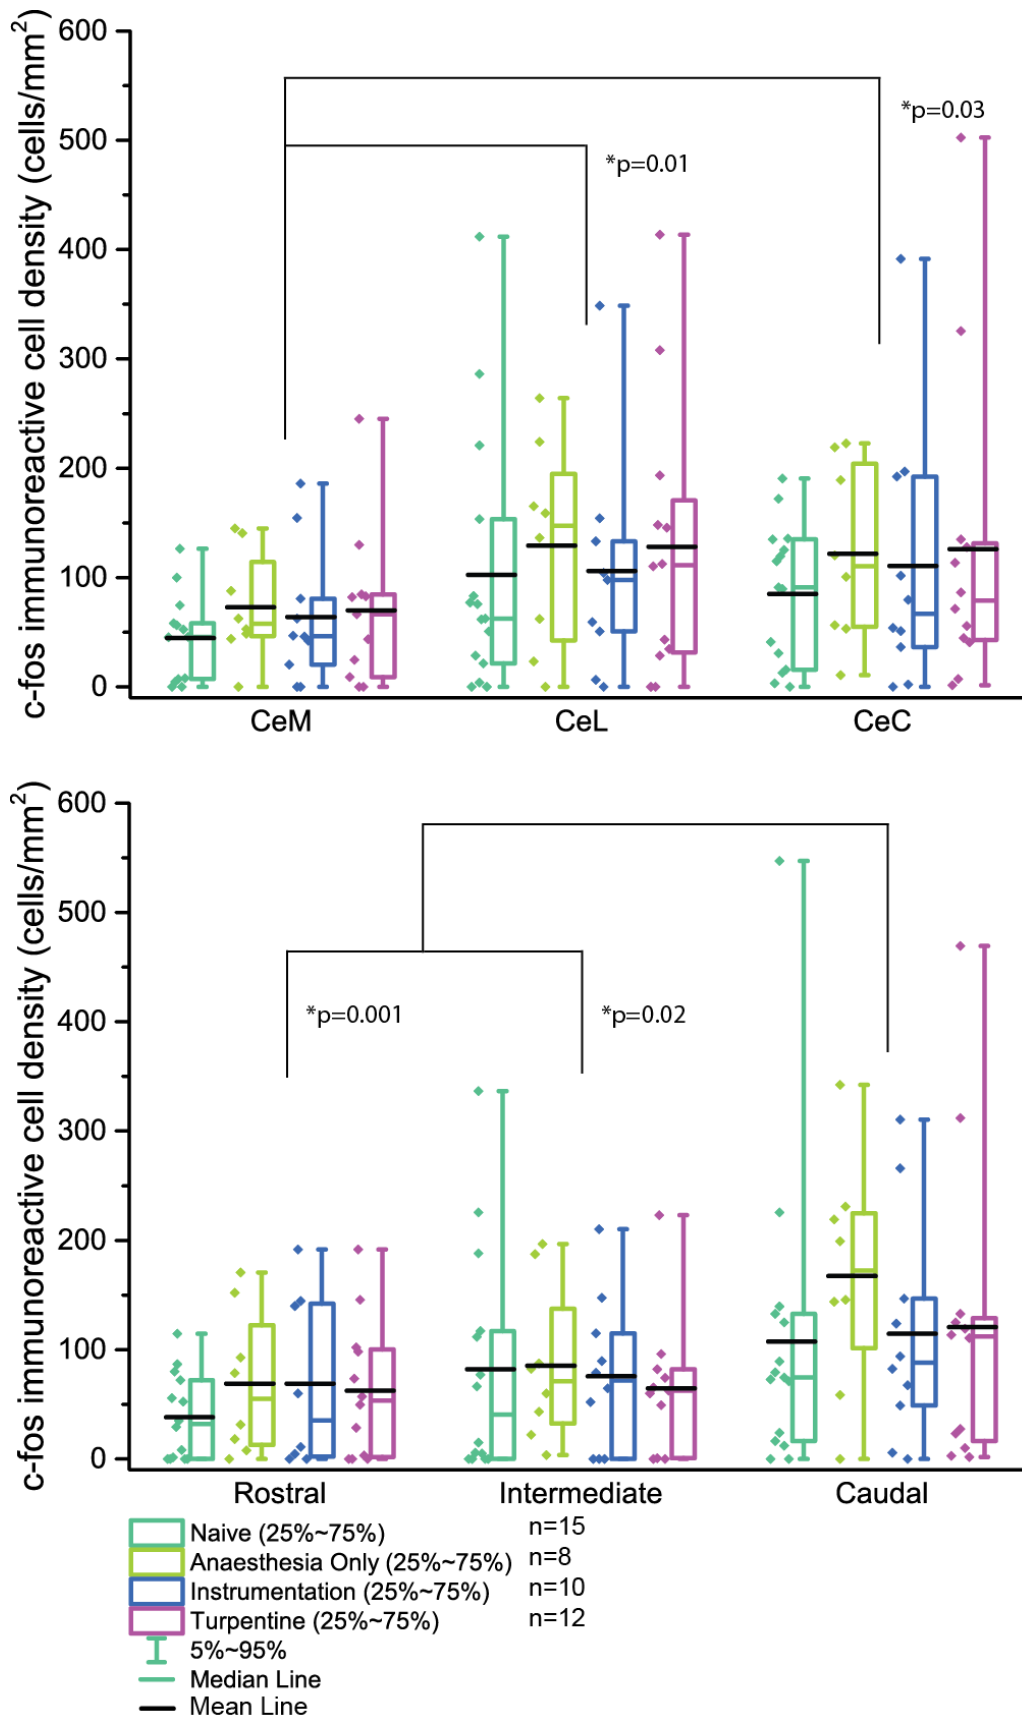 c-fos immunoreactive cell density (cells/mm²)
600
500
400
300
200
100
0
*p=0.03
*p=0.01
CeM CeL CeC
c-fos immunoreactive cell density (cells/mm²)
600
500
400
300
200
100
0
*p=0.001 *p=0.02
Rostral Intermediate Caudal
Naive (25%~75%) n=15
Anaesthesia Only (25%~75%) n=8
Instrumentation (25%~75%) n=10
Turpentine (25%~75%) n=12
5%~95%
Median Line
Mean Line